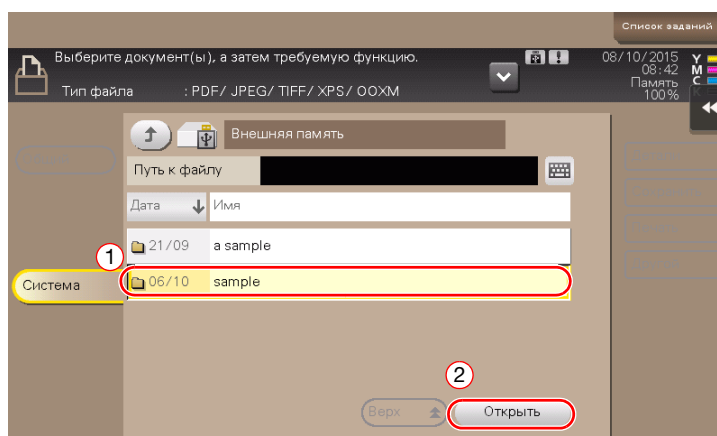 Список заданий
Выберите документ(ы), а затем требуемую функцию.
08/10/2015
08:42
Память
100%
Y
M
C
K
Тип файла : PDF/ JPEG/ TIFF/ XPS/ OOXM
Внешняя память
Путь к файлу
Дата Имя
21/09 a sample
1
06/10 sample
Система
2
Верх Открыть